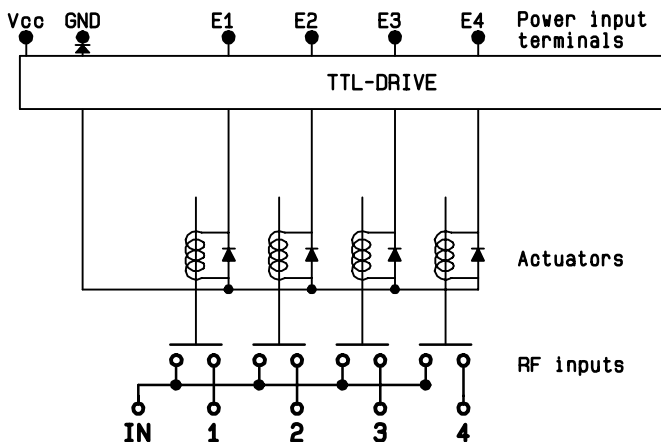 Vcc GND E1 E2 E3 E4 Power input
terminals
TTL-DRIVE
Actuators
RF inputs
IN 1 2 3 4